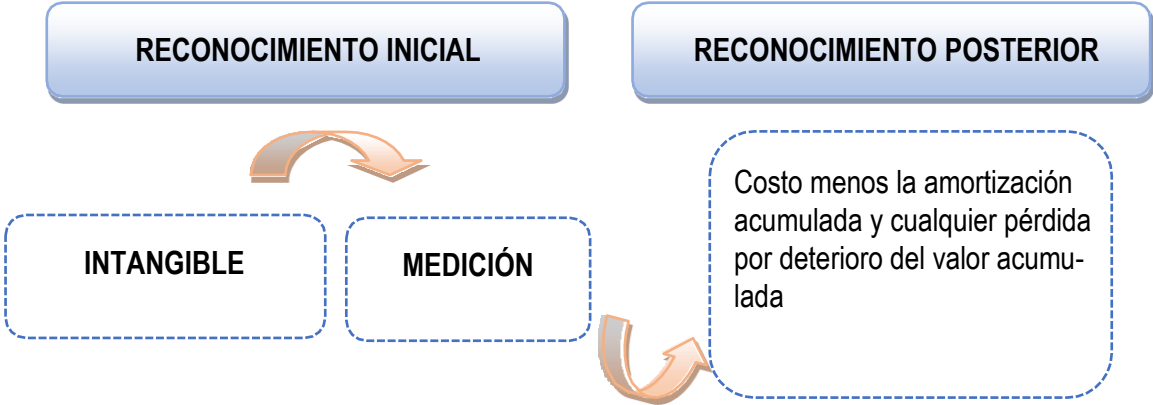 RECONOCIMIENTO INICIAL
RECONOCIMIENTO POSTERIOR
INTANGIBLE
MEDICIÓN
Costo menos la amortización
acumulada y cualquier pérdida
por deterioro del valor acumu-
lada